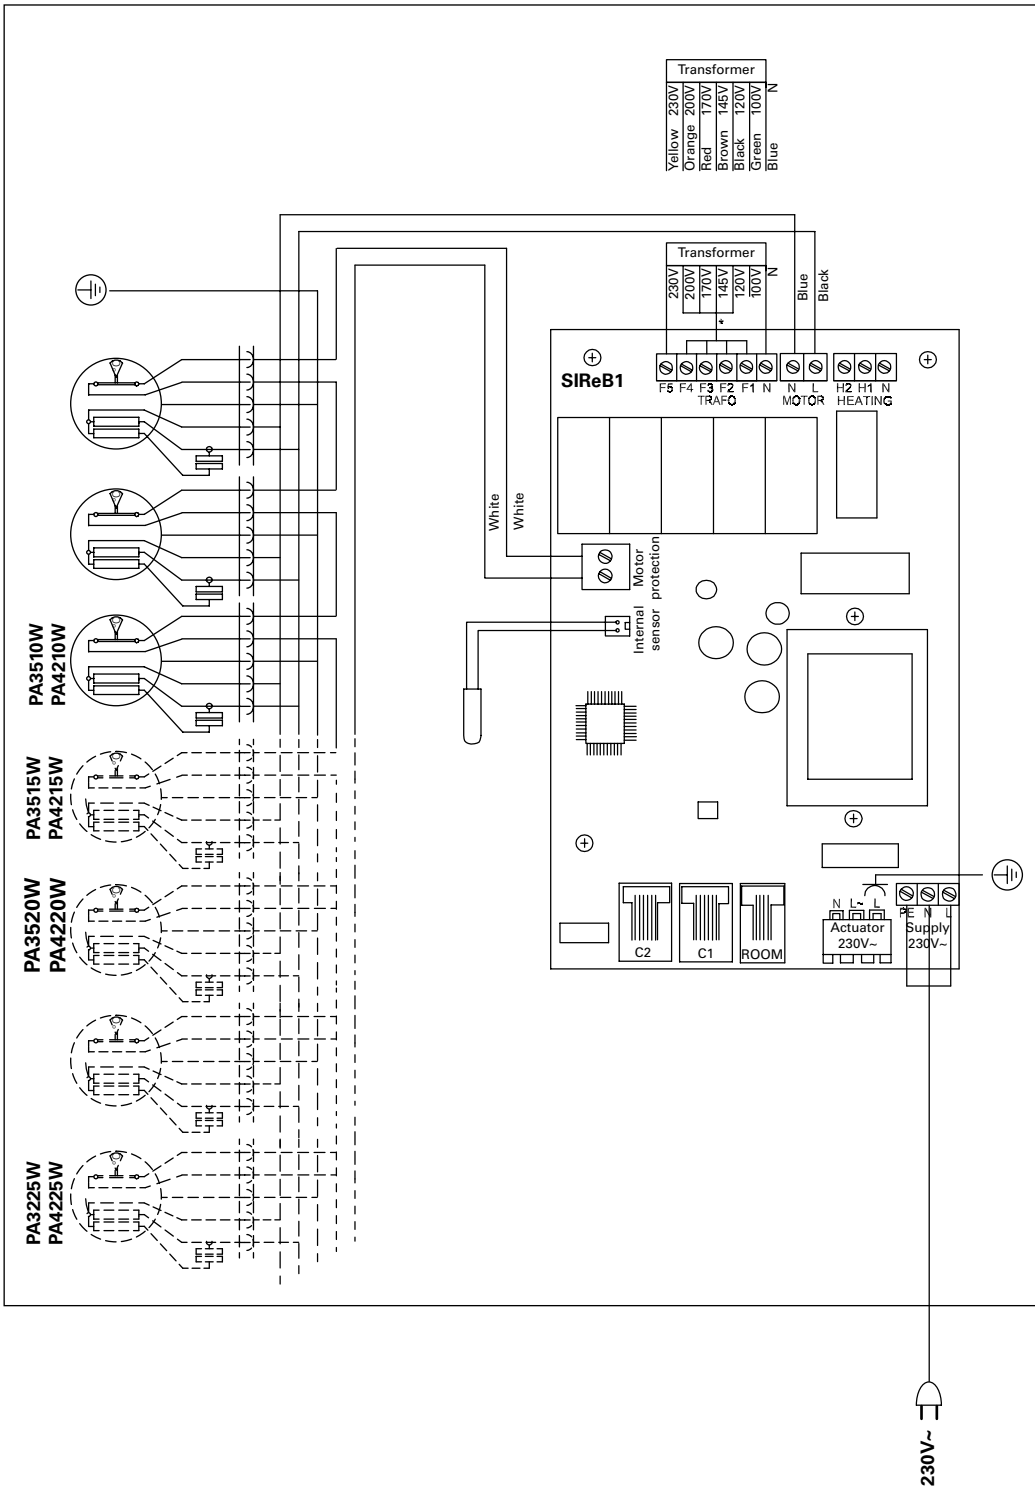 Transformer
Yellow 230V
Orange 200V
Red 170V
Brown 145V
Black 120V
Green 100V
Blue N
Transformer
230V
200V
170V
145V
120V
100V
N
*
Blue
Black
SIReB1
F5 F4 F3 F2 F1 N
TRAFO
N L
MOTOR
H2 H1 N
HEATING
White
White
Motor
protection
Internal
sensor
PA3510W
PA4210W
PA3515W
PA4215W
PA3520W
PA4220W
PA3225W
PA4225W
C2
C1
ROOM
N L~ L
Actuator
230V~
PE N L
Supply
230V~
230V~